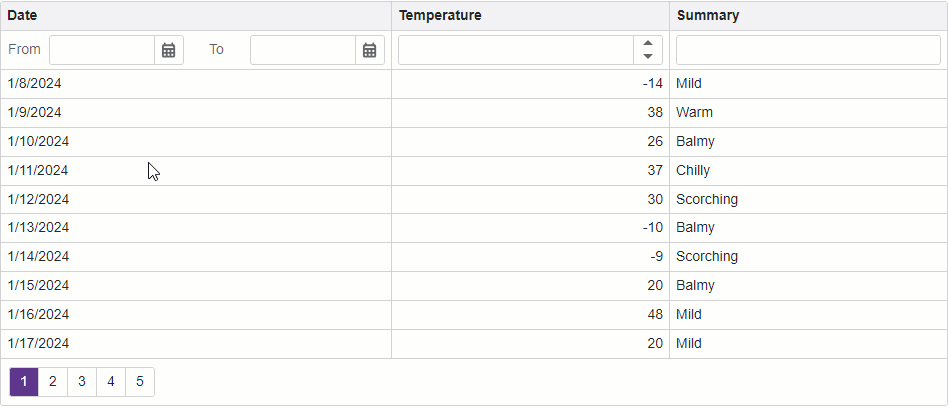 Date Temperature Summary
From To
1/8/2024 -14 Mild
1/9/2024 38 Warm
1/10/2024 26 Balmy
1/11/2024 37 Chilly
1/12/2024 30 Scorching
1/13/2024 -10 Balmy
1/14/2024 -9 Scorching
1/15/2024 20 Balmy
1/16/2024 48 Mild
1/17/2024 20 Mild
1 2 3 4 5